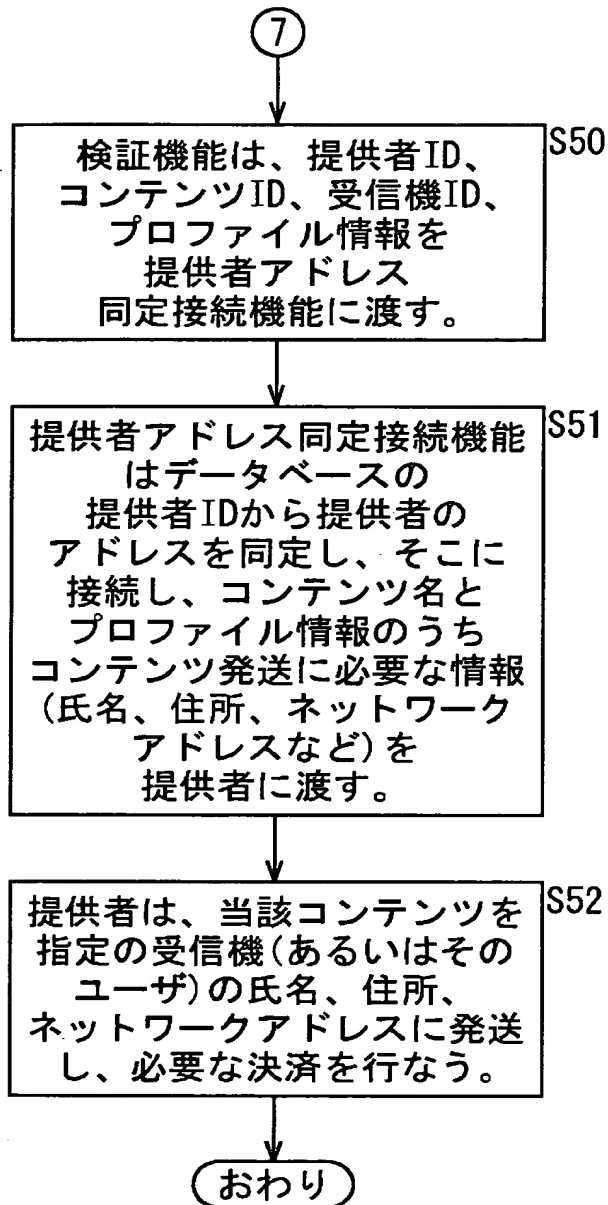 7
S50
検証機能は、提供者ID、
コンテンツID、受信機ID、
プロファイル情報を
提供者アドレス
同定接続機能に渡す。
S51
提供者アドレス同定接続機能
はデータベースの
提供者IDから提供者の
アドレスを同定し、そこに
接続し、コンテンツ名と
プロファイル情報のうち
コンテンツ発送に必要な情報
(氏名、住所、ネットワーク
アドレスなど)を
提供者に渡す。
S52
提供者は、当該コンテンツを
指定の受信機(あるいはその
ユーザ)の氏名、住所、
ネットワークアドレスに発送
し、必要な決済を行なう。
おわり